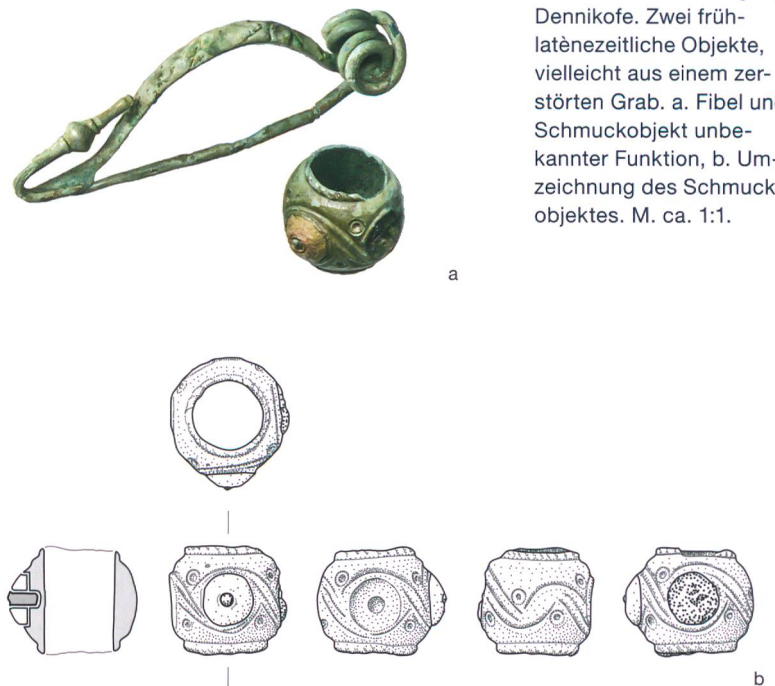 Dennikofe. Zwei früh-
latènezeitliche Objekte,
vielleicht aus einem zer-
störten Grab. a. Fibel
Schmuckobjekt unbe-
kannter Funktion, b. Um-
zeichnung des Schmuck
objektes. M. ca. 1:1.
a
b